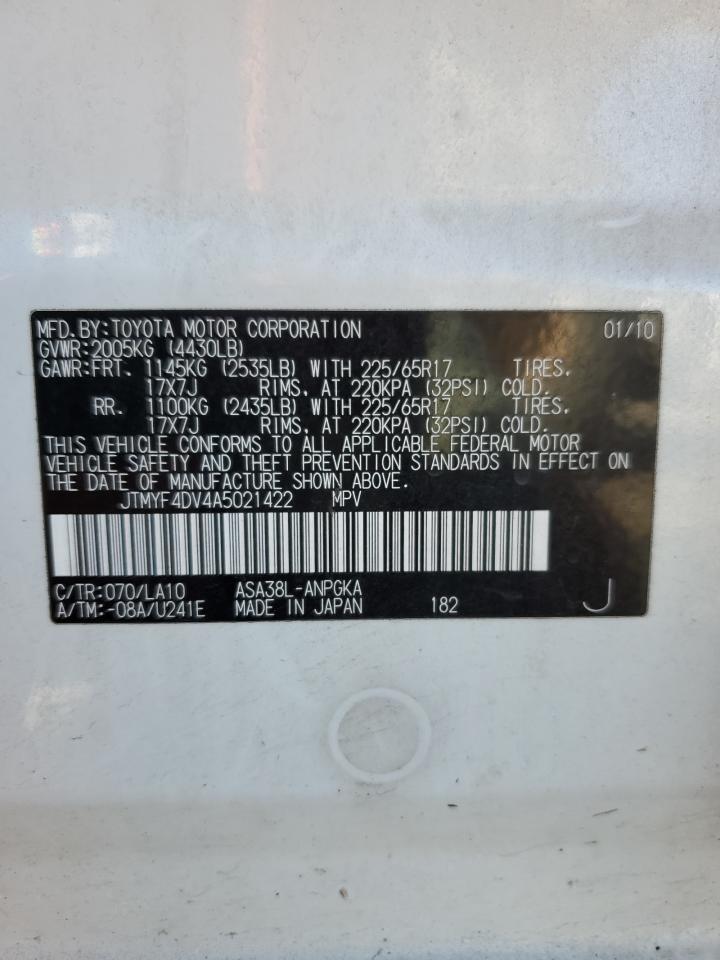 MFD.BY:TOYOTA MOTOR CORPORATION 01/10
GVWR:2005KG (4430LB)
GAWR:FRT. 1145KG (2535LB) WITH 225/65R17 TIRES,
17X7J RIMS, AT 220KPA (32PSI) COLD.
RR. 1100KG (2435LB) WITH 225/65R17 TIRES,
17X7J RIMS, AT 220KPA (32PSI) COLD.
THIS VEHICLE CONFORMS TO ALL APPLICABLE FEDERAL MOTOR
VEHICLE SAFETY AND THEFT PREVENTION STANDARDS IN EFFECT ON
THE DATE OF MANUFACTURE SHOWN ABOVE.
JTMYF4DV4A5021422 MPV
C/TR:070/LA10 ASA38L-ANPGKA
A/TM:-08A/U241E MADE IN JAPAN 182 J